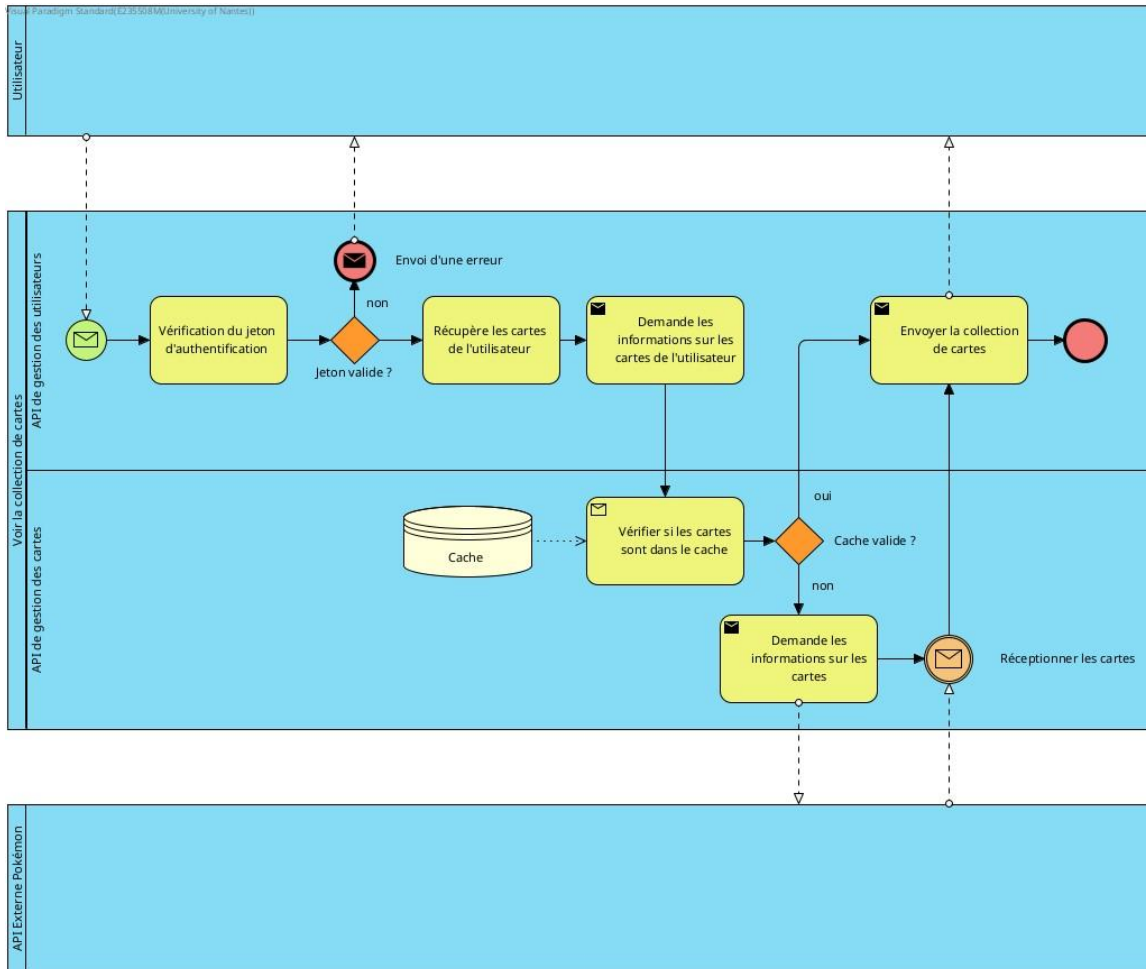 Visual Paradigm Standard(E235508M(University of Nantes))
Utilisateur
Voir la collection de cartes
API de gestion des utilisateurs
Envoi d'une erreur
non
Vérification du jeton
d'authentification
Jeton valide ?
Récupère les cartes
de l'utilisateur
Demande les
informations sur les
cartes de l'utilisateur
Envoyer la collection
de cartes
API de gestion des cartes
oui
Cache
Vérifier si les cartes
sont dans le cache
Cache valide ?
non
Demande les
informations sur les
cartes
Réceptionner les cartes
API Externe Pokémon